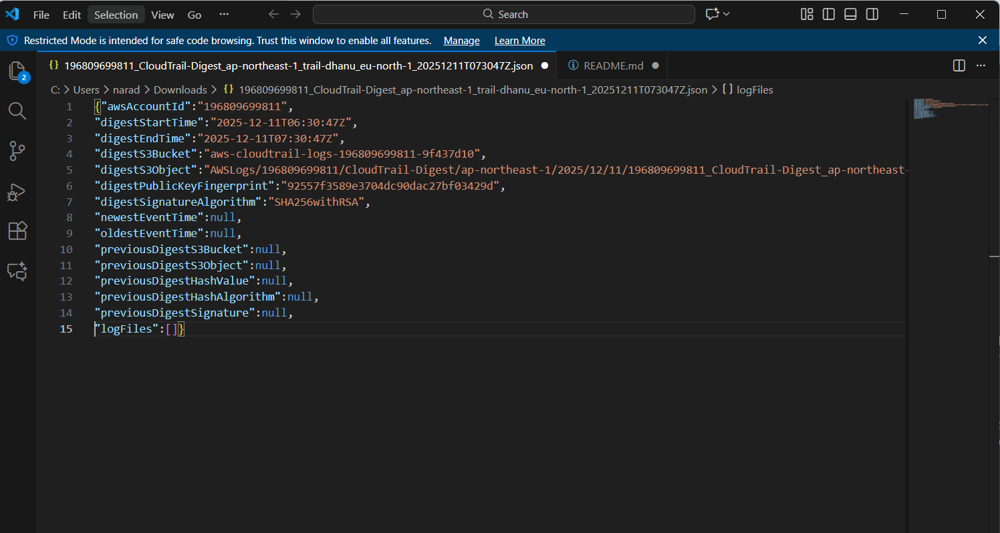 File Edit Selection View Go ··· Search
Restricted Mode is intended for safe code browsing. Trust this window to enable all features. Manage Learn More
2
{} 196809699811_CloudTrail-Digest_ap-northeast-1_trail-dhanu_eu-north-1_20251211T073047Z.json README.md
C: > Users > narad > Downloads > {} 196809699811_CloudTrail-Digest_ap-northeast-1_trail-dhanu_eu-north-1_20251211T073047Z.json > [] logFiles
1 {"awsAccountId":"196809699811",
2 "digestStartTime":"2025-12-11T06:30:47Z",
3 "digestEndTime":"2025-12-11T07:30:47Z",
4 "digestS3Bucket":"aws-cloudtrail-logs-196809699811-9f437d10",
5 "digestS3Object":"AWSLogs/196809699811/CloudTrail-Digest/ap-northeast-1/2025/12/11/196809699811_CloudTrail-Digest_ap-northeast-
6 "digestPublicKeyFingerprint":"92557f3589e3704dc90dac27bf03429d",
7 "digestSignatureAlgorithm":"SHA256withRSA",
8 "newestEventTime":null,
9 "oldestEventTime":null,
10 "previousDigestS3Bucket":null,
11 "previousDigestS3Object":null,
12 "previousDigestHashValue":null,
13 "previousDigestHashAlgorithm":null,
14 "previousDigestSignature":null,
15 "logFiles":[]}